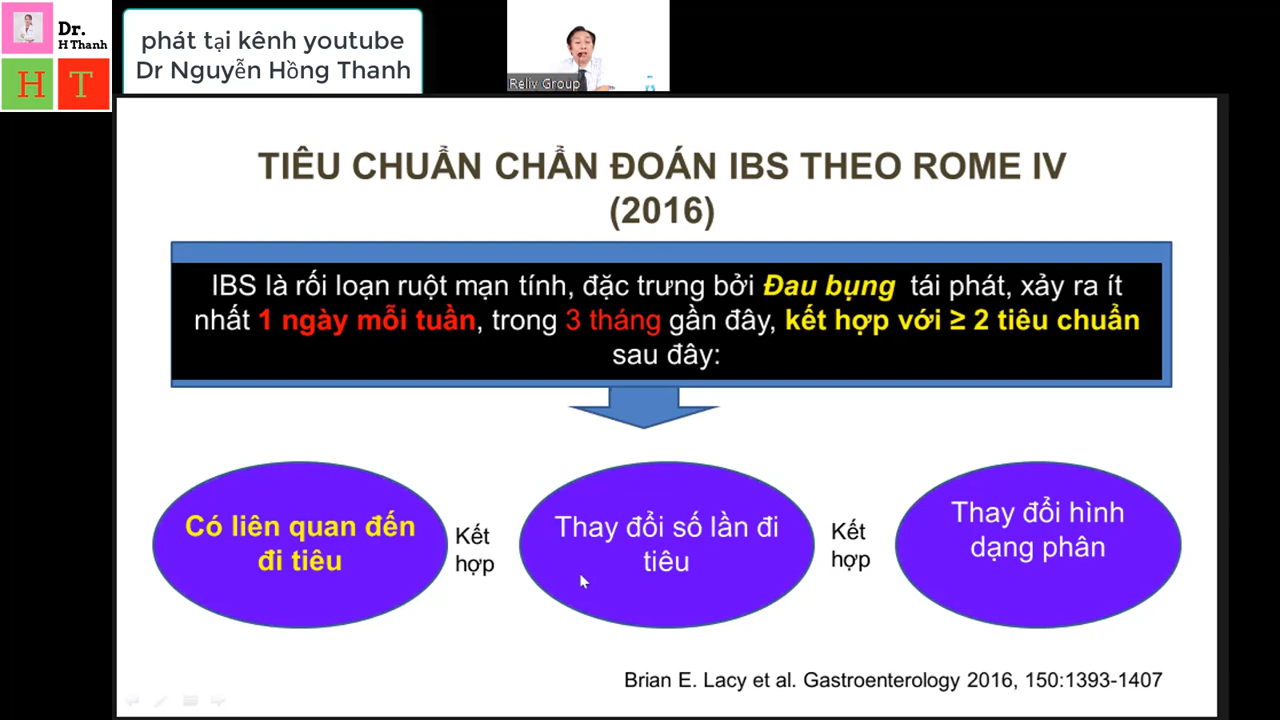 Dr.
H Thanh
H T
phát tại kênh youtube
Dr Nguyễn Hồng Thanh
Reliv Group
TIÊU CHUẨN CHẨN ĐOÁN IBS THEO ROME IV
(2016)
IBS là rối loạn ruột mạn tính, đặc trưng bởi Đau bụng tái phát, xảy ra ít
nhất 1 ngày mỗi tuần, trong 3 tháng gần đây, kết hợp với ≥ 2 tiêu chuẩn
sau đây:
Có liên quan đến
đi tiêu
Kết
hợp
Thay đổi số lần đi
tiêu
Kết
hợp
Thay đổi hình
dạng phân
Brian E. Lacy et al. Gastroenterology 2016, 150:1393-1407